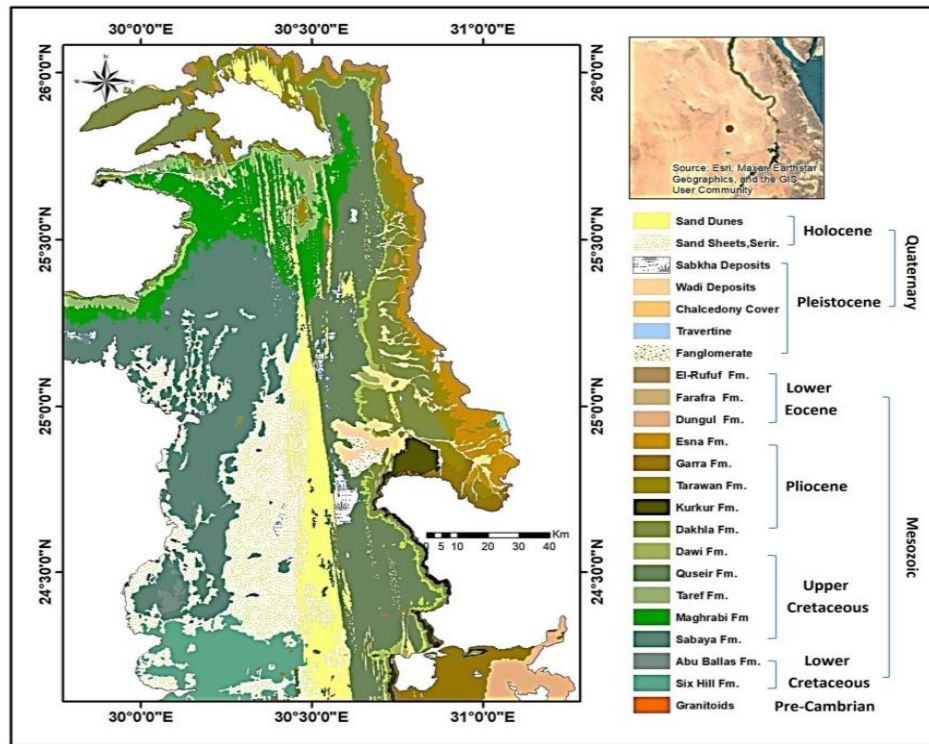 30°0'0"E 30°30'0"E 31°0'0"E
N
W E
S
26°0'0"N
25°30'0"N
25°0'0"N
24°30'0"N
26°0'0"N
25°30'0"N
25°0'0"N
24°30'0"N
Km
0 5 10 20 30 40
30°0'0"E 30°30'0"E 31°0'0"E
Source: Esri, Maxar, Earthstar
Geographics, and the GIS
User Community
Sand Dunes
Sand Sheets,Serir.
Holocene
Sabkha Deposits
Wadi Deposits
Chalcedony Cover
Travertine
Fanglomerate
Pleistocene
Quaternary
El-Rufuf Fm.
Farafra Fm.
Dungul Fm.
Lower
Eocene
Esna Fm.
Garra Fm.
Tarawan Fm.
Kurkur Fm.
Dakhla Fm.
Pliocene
Dawi Fm.
Quseir Fm.
Taref Fm.
Maghrabi Fm
Sabaya Fm.
Upper
Cretaceous
Abu Ballas Fm.
Six Hill Fm.
Lower
Cretaceous
Mesozoic
Granitoids
Pre-Cambrian